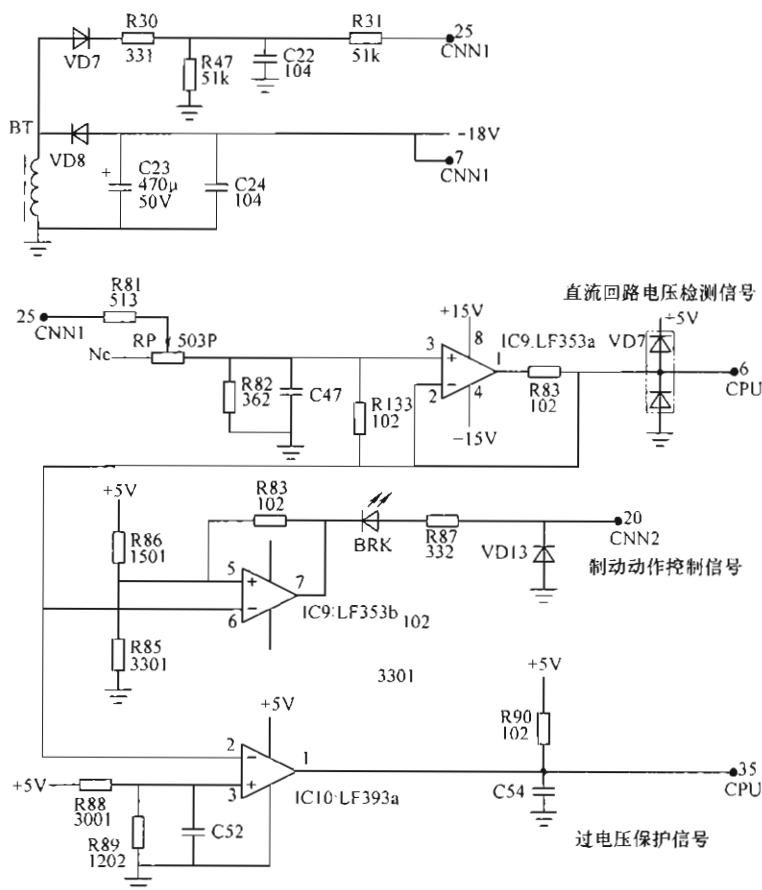 R30
331
VD7
R47
51k
C22
104
R31
51k
25
CNN1
BT
VD8
+
C23
470μ
50V
C24
104
-18V
7
CNN1
R81
513
25
CNN1
RP
503P
Nc
R82
362
C47
R133
102
+15V
8
3
+
1
IC9:LF353a
2
-
4
-15V
R83
102
直流回路电压检测信号
+5V
VD7
6
CPU
+5V
R86
1501
R83
102
BRK
R87
332
20
CNN2
VD13
制动动作控制信号
5
+
7
6
-
IC9:LF353b
102
R85
3301
3301
+5V
2
-
1
3
+
IC10:LF393a
+5V
R88
3001
R89
1202
C52
+5V
R90
102
C54
35
CPU
过电压保护信号